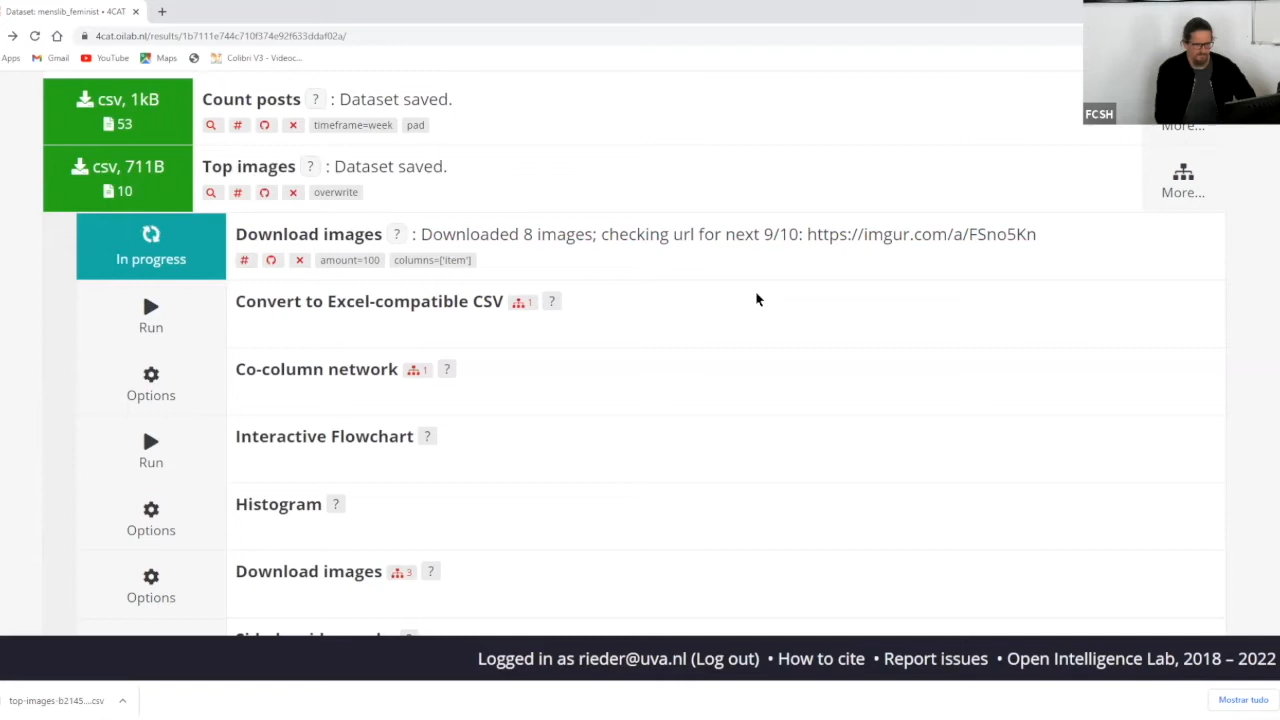 Dataset: menslib_feminist • 4CAT
4cat.oilab.nl/results/1b7111e744c710f374e92f633ddaf02a/
Apps Gmail YouTube Maps Colibri V3 - Videoc...
FCSH
csv, 1kB
53
Count posts ? : Dataset saved.
# timeframe=week pad
More...
csv, 711B
10
Top images ? : Dataset saved.
# overwrite
More...
In progress
Download images ? : Downloaded 8 images; checking url for next 9/10: https://imgur.com/a/FSno5Kn
# amount=100 columns=['item']
Run
Convert to Excel-compatible CSV 1 ?
Options
Co-column network 1 ?
Run
Interactive Flowchart ?
Options
Histogram ?
Options
Download images 3 ?
Logged in as rieder@uva.nl (Log out) • How to cite • Report issues • Open Intelligence Lab, 2018 – 2022
top-images-b2145....csv
Mostrar tudo